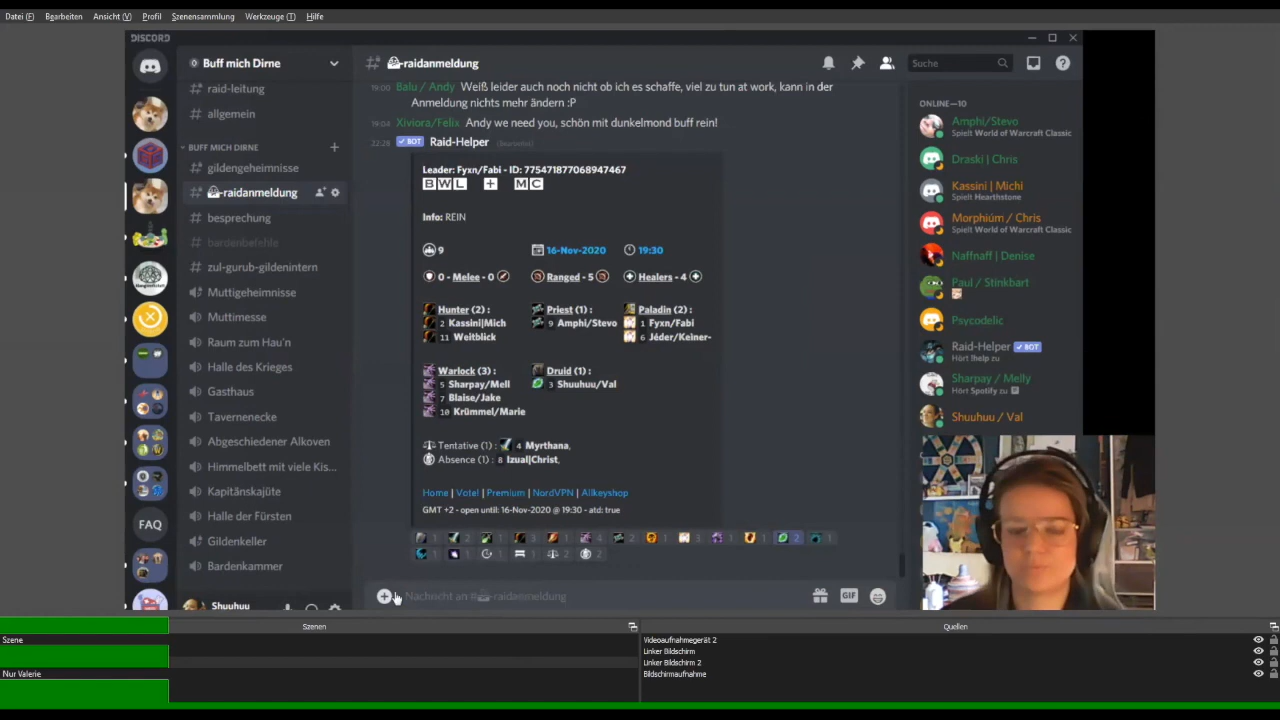 Datei (F) Bearbeiten Ansicht (V) Profil Szenensammlung Werkzeuge (T) Hilfe
DISCORD
Buff mich Dirne
raid-leitung
allgemein
BUFF MICH DIRNE
gildengeheimnisse
-raidanmeldung
besprechung
bardenbefehle
zul-gurub-gildenintern
Muttigeheimnisse
Muttimesse
Raum zum Hau'n
Halle des Krieges
Gasthaus
Tavernenecke
Abgeschiedener Alkoven
Himmelbett mit viele Kis...
Kapitänskajüte
Halle der Fürsten
Gildenkeller
Bardenkammer
FAQ
Shuuhuu
-raidanmeldung
Suche
19:00 Balu / Andy Weiß leider auch noch nicht ob ich es schaffe, viel zu tun at work, kann in der
Anmeldung nichts mehr ändern :P
19:04 Xiviora/Felix Andy we need you, schön mit dunkelmond buff rein!
22:28 BOT Raid-Helper (bearbeitet)
Leader: Fyxn/Fabi - ID: 775471877068947467
BWL + MC
Info: REIN
9 16-Nov-2020 19:30
0 - Melee - 0 Ranged - 5 Healers - 4
Hunter (2) : Priest (1) : Paladin (2) :
2 Kassini|Mich 9 Amphi/Stevo 1 Fyxn/Fabi
11 Weitblick 6 Jéder/Keiner-
Warlock (3) : Druid (1) :
5 Sharpay/Mell 3 Shuuhuu/Val
7 Blaise/Jake
10 Krümmel/Marie
Tentative (1) : 4 Myrthana,
Absence (1) : 8 Izual|Christ,
Home | Vote! | Premium | NordVPN | Allkeyshop
GMT +2 - open until: 16-Nov-2020 @ 19:30 - atd: true
Nachricht an #-raidanmeldung
GIF
ONLINE—10
Amphi/Stevo
Spielt World of Warcraft Classic
Draski | Chris
Kassini | Michi
Spielt Hearthstone
Morphiúm / Chris
Spielt World of Warcraft Classic
Naffnaff | Denise
Paul / Stinkbart
Psycodelic
Raid-Helper BOT
Hört !help zu
Sharpay / Melly
Hört Spotify zu
Shuuhuu / Val
Szenen
Szene
Nur Valerie
Quellen
Videoaufnahmegerät 2
Linker Bildschirm
Linker Bildschirm 2
Bildschirmaufnahme